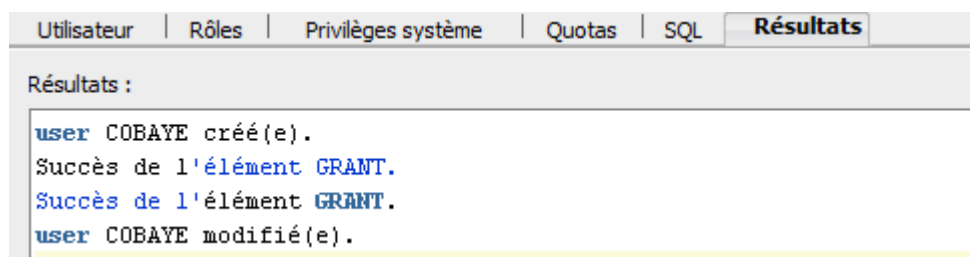 Utilisateur Rôles Privilèges système Quotas SQL Résultats
Résultats :
user COBAYE créé(e).
Succès de l'élément GRANT.
Succès de l'élément GRANT.
user COBAYE modifié(e).